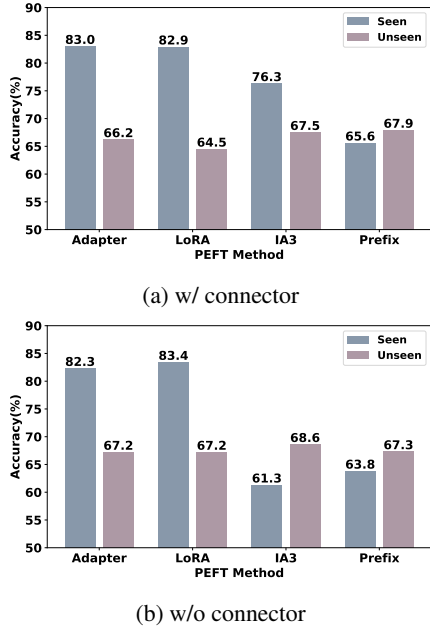 90
85
80
75
70
65
60
55
50
Accuracy(%)
Seen
Unseen
83.0
66.2
82.9
64.5
76.3
67.5
65.6
67.9
Adapter LoRA IA3 Prefix
PEFT Method
(a) w/ connector
90
85
80
75
70
65
60
55
50
Accuracy(%)
Seen
Unseen
82.3
67.2
83.4
67.2
61.3
68.6
63.8
67.3
Adapter LoRA IA3 Prefix
PEFT Method
(b) w/o connector